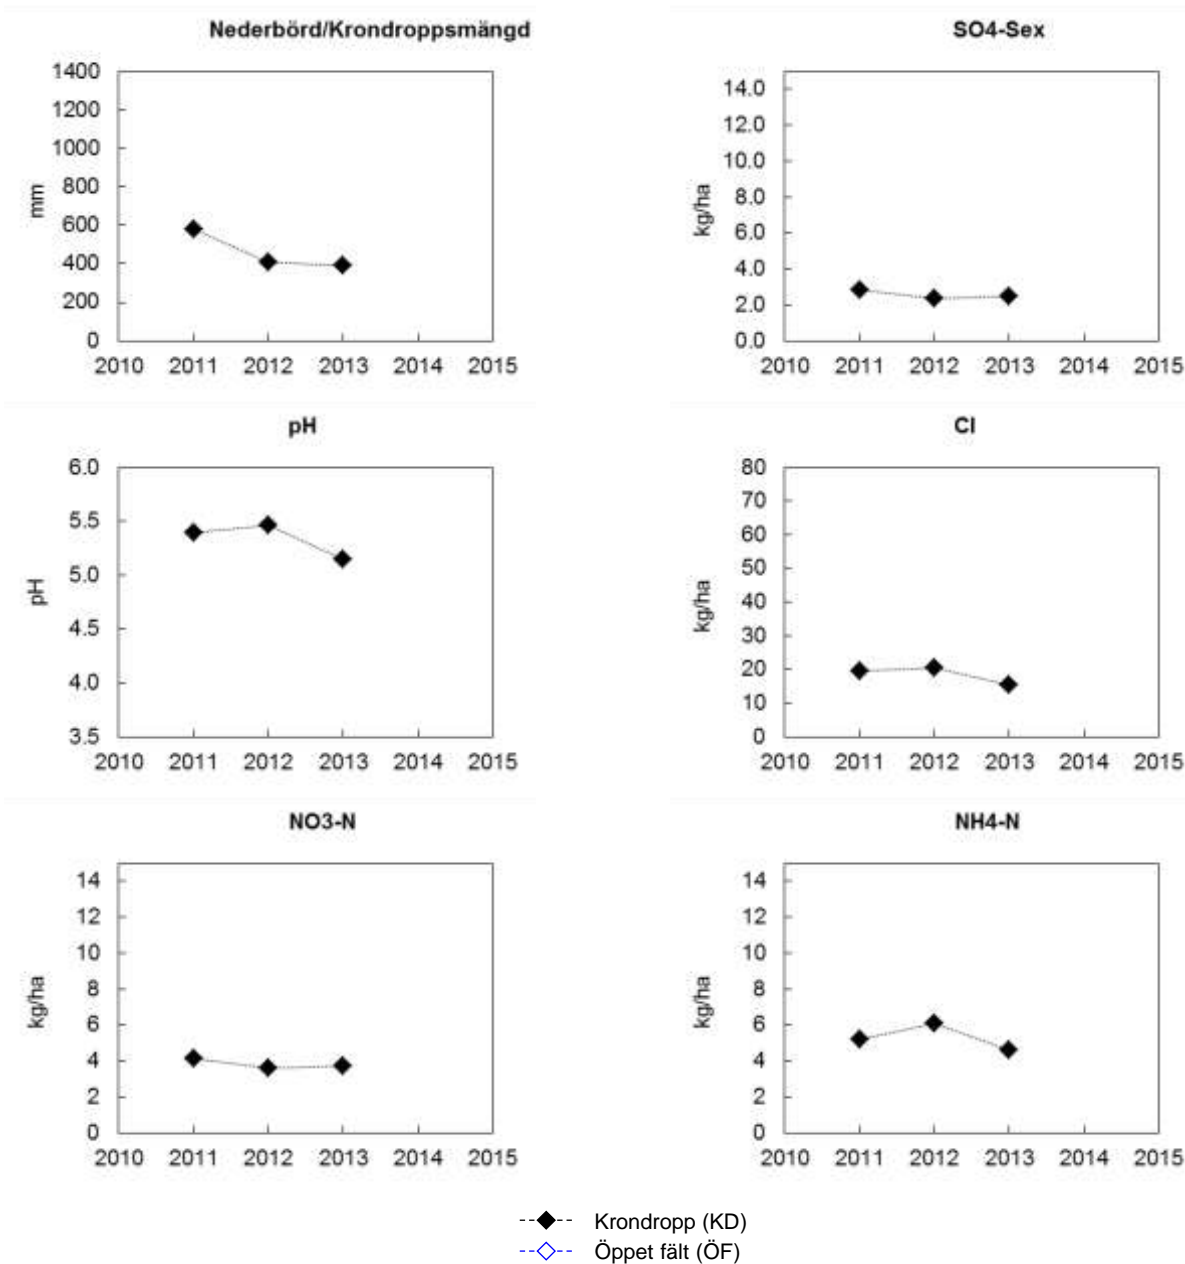 Nederbörd/Krondroppsmängd
1400
1200
1000
800
600
400
200
0
mm
2010 2011 2012 2013 2014 2015
SO4-Sex
14.0
12.0
10.0
8.0
6.0
4.0
2.0
0.0
kg/ha
2010 2011 2012 2013 2014 2015
pH
6.0
5.5
5.0
4.5
4.0
3.5
pH
2010 2011 2012 2013 2014 2015
Cl
80
70
60
50
40
30
20
10
0
kg/ha
2010 2011 2012 2013 2014 2015
NO3-N
14
12
10
8
6
4
2
0
kg/ha
2010 2011 2012 2013 2014 2015
NH4-N
14
12
10
8
6
4
2
0
kg/ha
2010 2011 2012 2013 2014 2015
Krondropp (KD)
Öppet fält (ÖF)